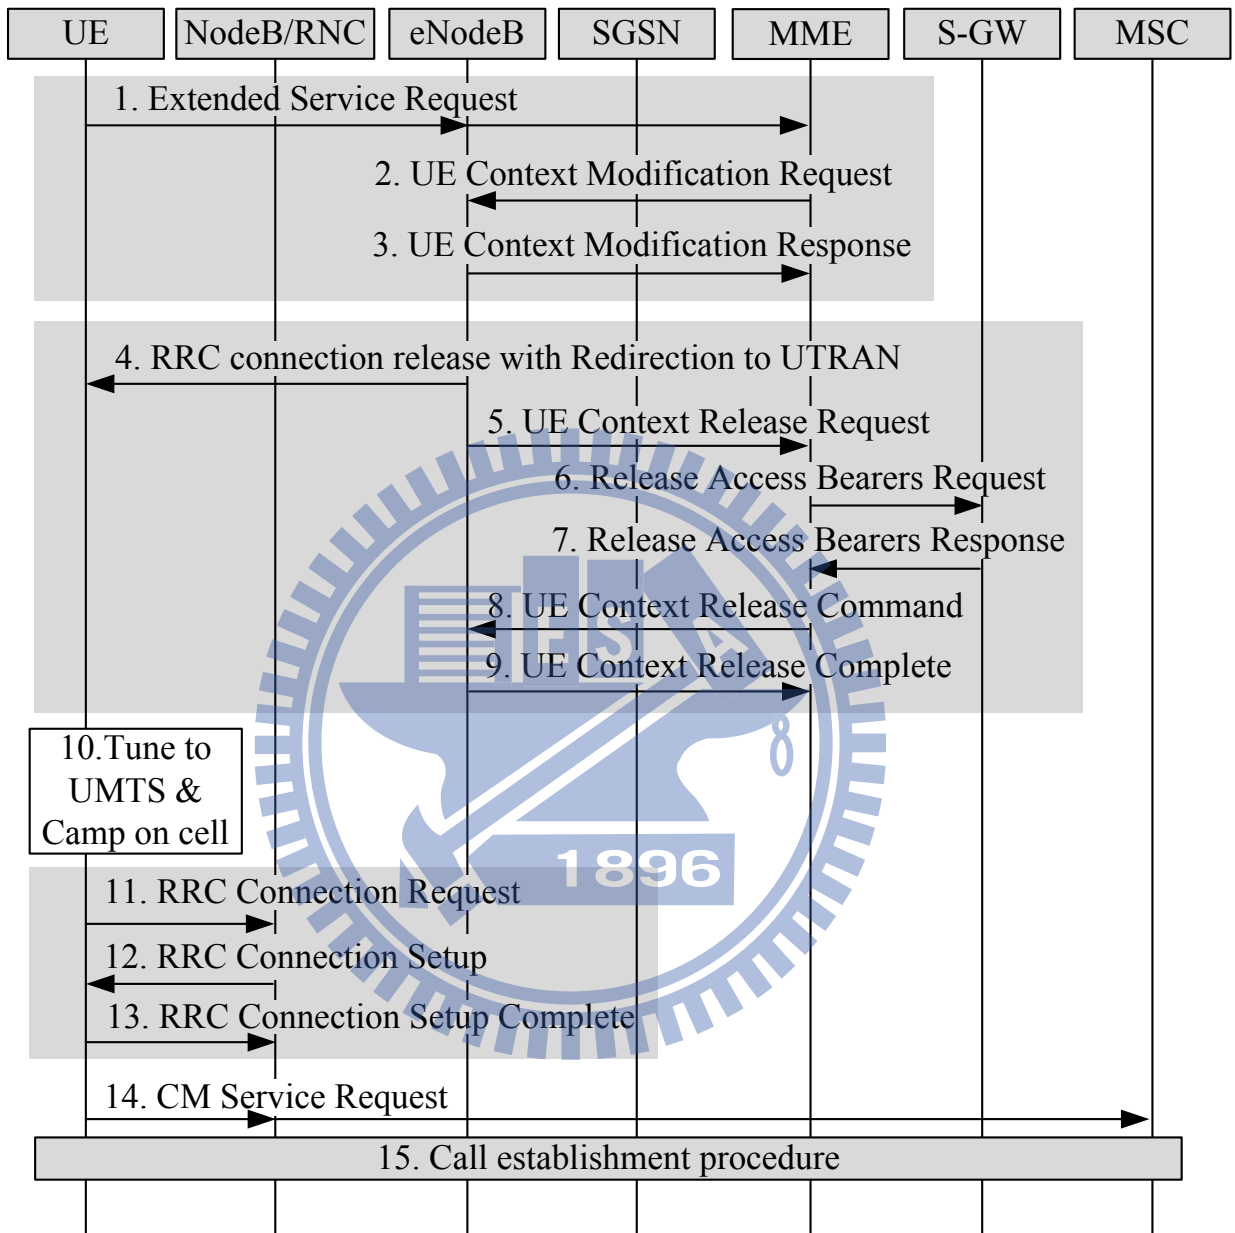 UE NodeB/RNC eNodeB SGSN MME S-GW MSC
1. Extended Service Request
2. UE Context Modification Request
3. UE Context Modification Response
4. RRC connection release with Redirection to UTRAN
5. UE Context Release Request
6. Release Access Bearers Request
7. Release Access Bearers Response
8. UE Context Release Command
E S A
9. UE Context Release Complete
8
10.Tune to
UMTS &
Camp on cell
1896
11. RRC Connection Request
12. RRC Connection Setup
13. RRC Connection Setup Complete
14. CM Service Request
15. Call establishment procedure